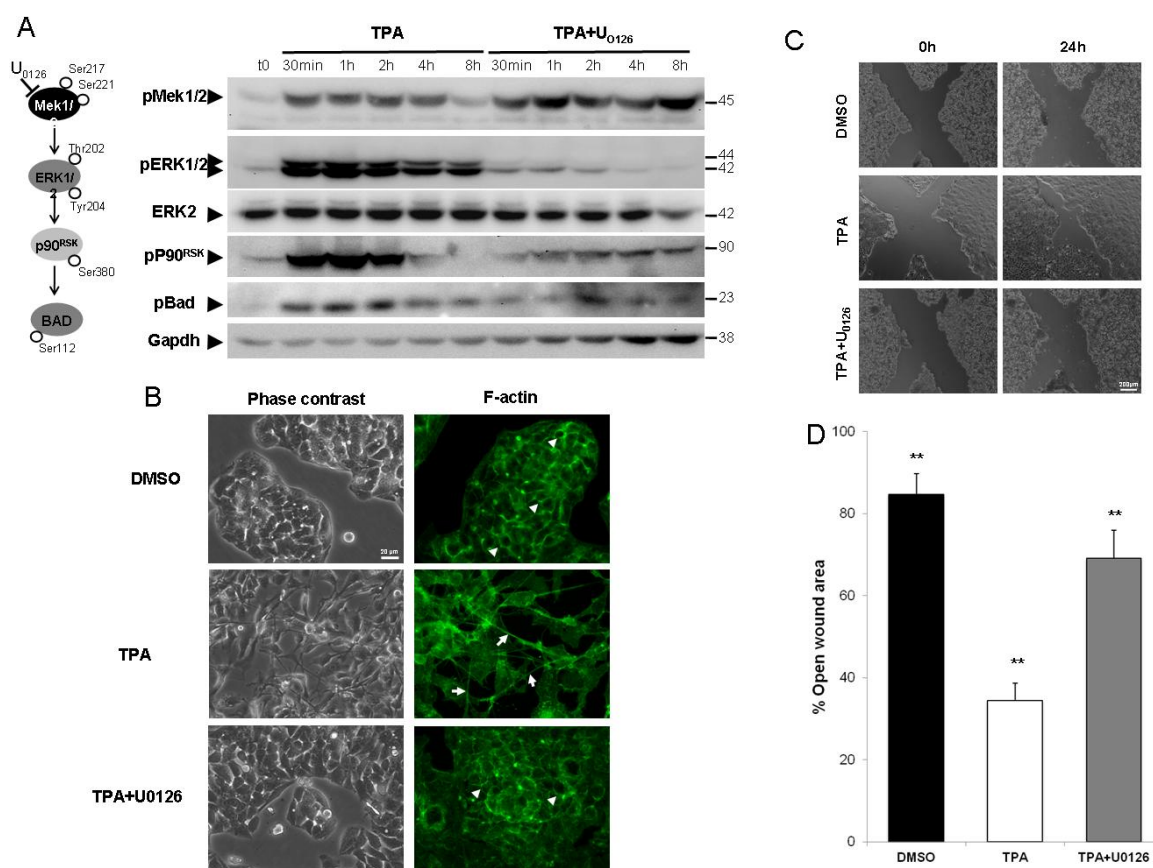 A
TPA
TPA+U0126
t0 30min 1h 2h 4h 8h 30min 1h 2h 4h 8h
U0126
Ser217
Ser221
Mek1/
Thr202
ERK1/
2
Tyr204
p90RSK
Ser380
BAD
Ser112
pMek1/2
45
pERK1/2
44
42
ERK2
42
pP90RSK
90
pBad
23
Gapdh
38
B
Phase contrast
F-actin
DMSO
20 µm
TPA
TPA+U0126
C
0h
24h
DMSO
TPA
TPA+U0126
200µm
D
% Open wound area
100
80
60
40
20
0
**
**
**
DMSO
TPA
TPA+U0126